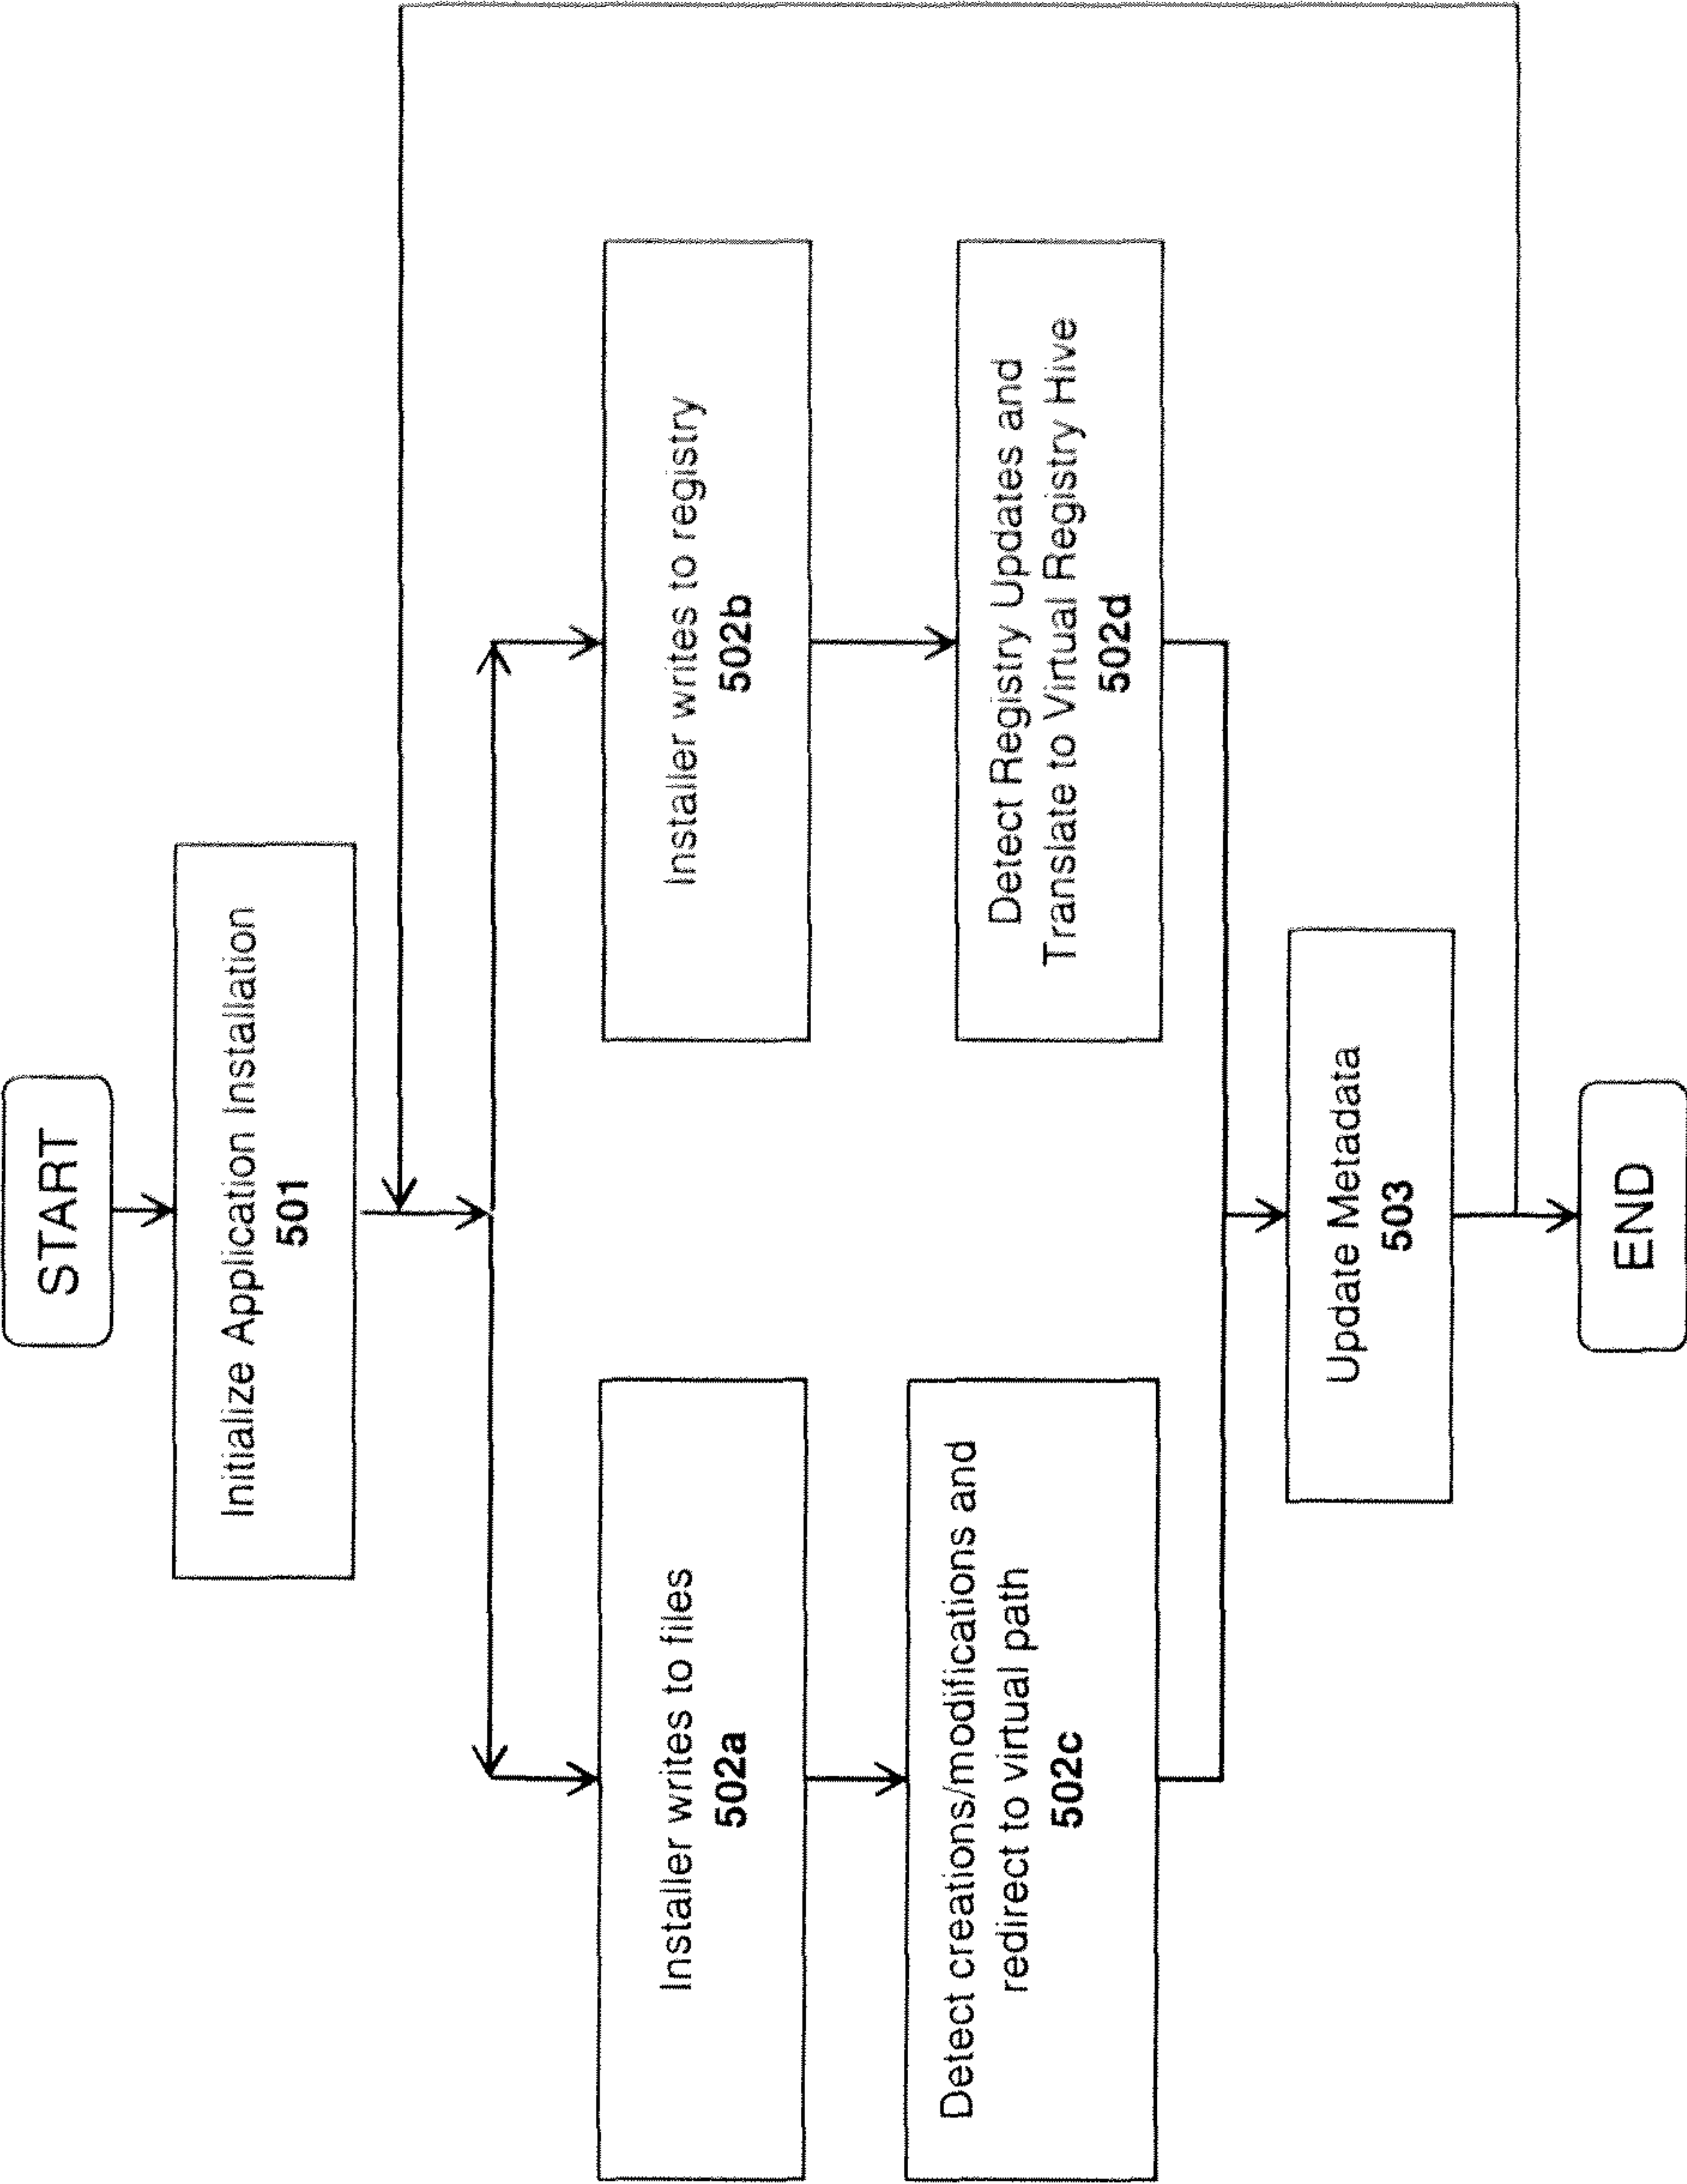 START
Initialize Application Installation
501
Installer writes to files
502a
Installer writes to registry
502b
Detect creations/modifications and
redirect to virtual path
502c
Detect Registry Updates and
Translate to Virtual Registry Hive
502d
Update Metadata
503
END